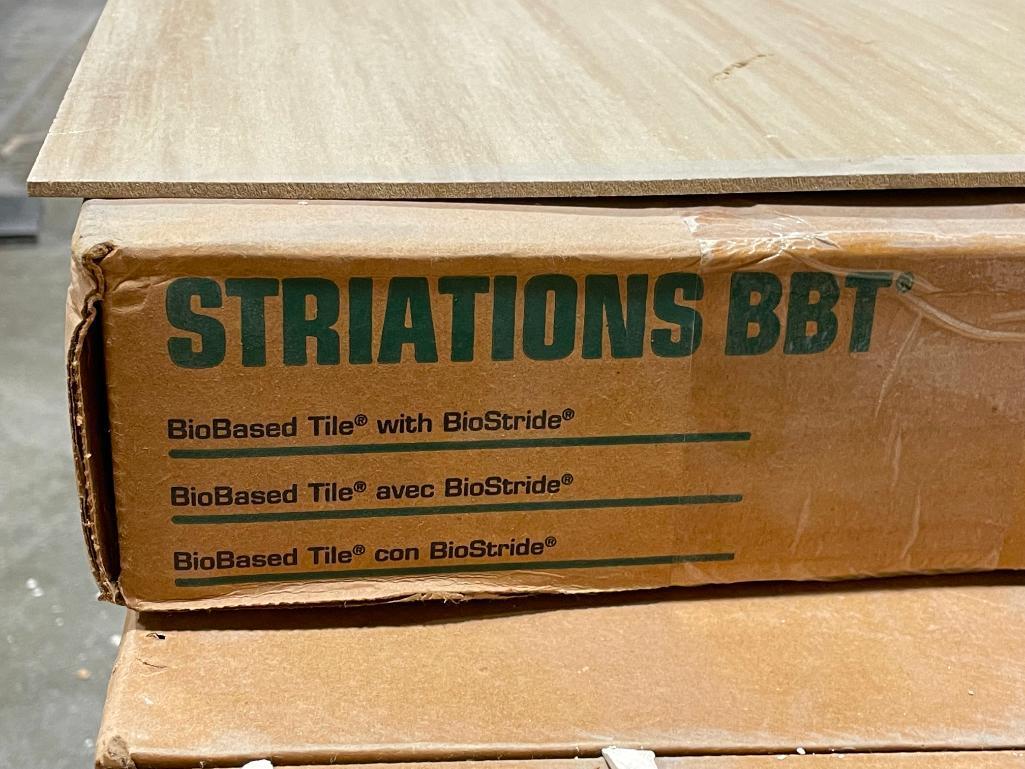 STRIATIONS BBT®
BioBased Tile® with BioStride®
BioBased Tile® avec BioStride®
BioBased Tile® con BioStride®